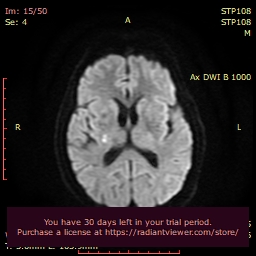 Im: 15/50
Se: 4
A
STP108
STP108
M
Ax DWI B 1000
R
L
You have 30 days left in your trial period.
Purchase a license at https://radiantviewer.com/store/